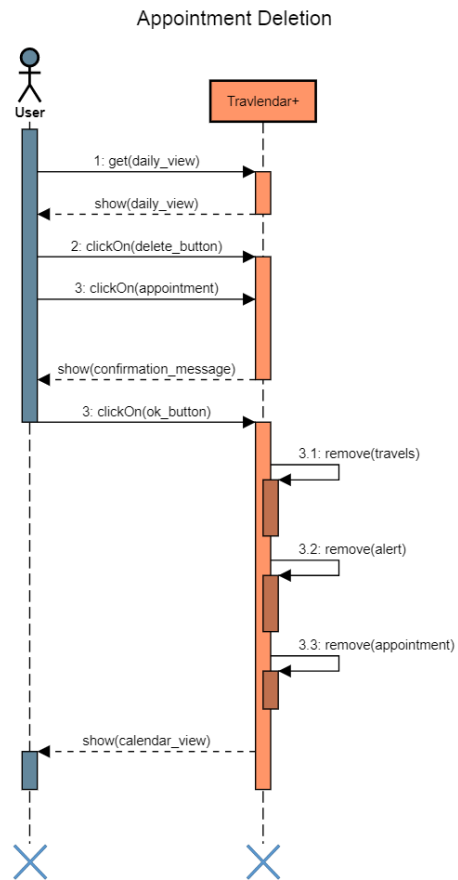 Appointment Deletion
User
Travlendar+
1: get(daily_view)
show(daily_view)
2: clickOn(delete_button)
3: clickOn(appointment)
show(confirmation_message)
3: clickOn(ok_button)
3.1: remove(travels)
3.2: remove(alert)
3.3: remove(appointment)
show(calendar_view)